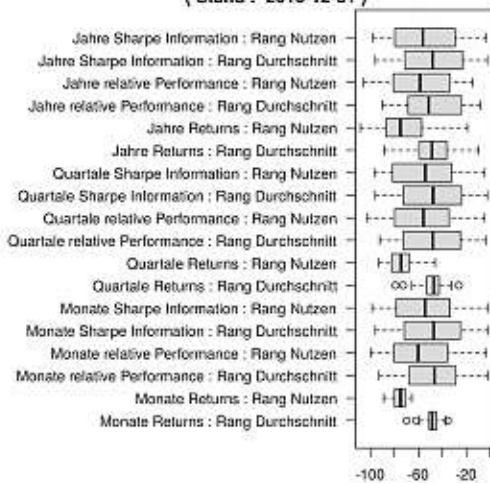 Jahre Sharpe Information : Rang Nutzen
Jahre Sharpe Information : Rang Durchschnitt
Jahre relative Performance : Rang Nutzen
Jahre relative Performance : Rang Durchschnitt
Jahre Returns : Rang Nutzen
Jahre Returns : Rang Durchschnitt
Quartale Sharpe Information : Rang Nutzen
Quartale Sharpe Information : Rang Durchschnitt
Quartale relative Performance : Rang Nutzen
Quartale relative Performance : Rang Durchschnitt
Quartale Returns : Rang Nutzen
Quartale Returns : Rang Durchschnitt
Monate Sharpe Information : Rang Nutzen
Monate Sharpe Information : Rang Durchschnitt
Monate relative Performance : Rang Nutzen
Monate relative Performance : Rang Durchschnitt
Monate Returns : Rang Nutzen
Monate Returns : Rang Durchschnitt
-100 -60 -20